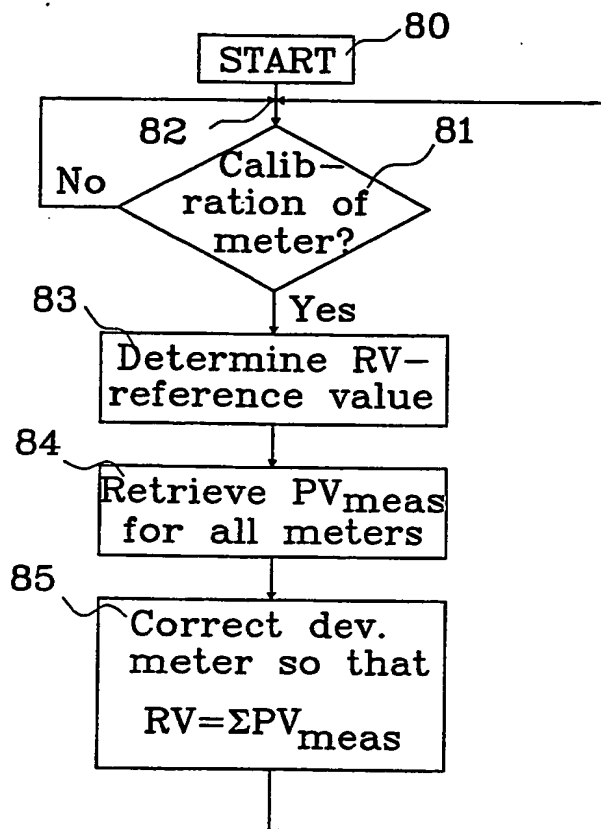 80
START
82
81
Calib-
ration of
meter?
No
Yes
83
Determine RV-
reference value
84
Retrieve PVmeas
for all meters
85
Correct dev.
meter so that
RV=ΣPVmeas